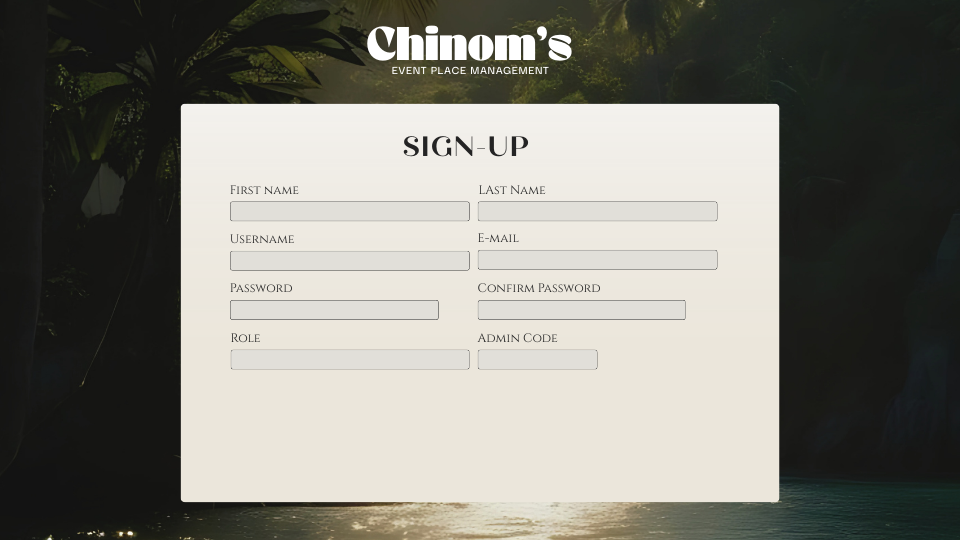 Chinom's
EVENT PLACE MANAGEMENT
SIGN-UP
First name
LAst Name
Username
E-mail
Password
Confirm Password
Role
Admin Code